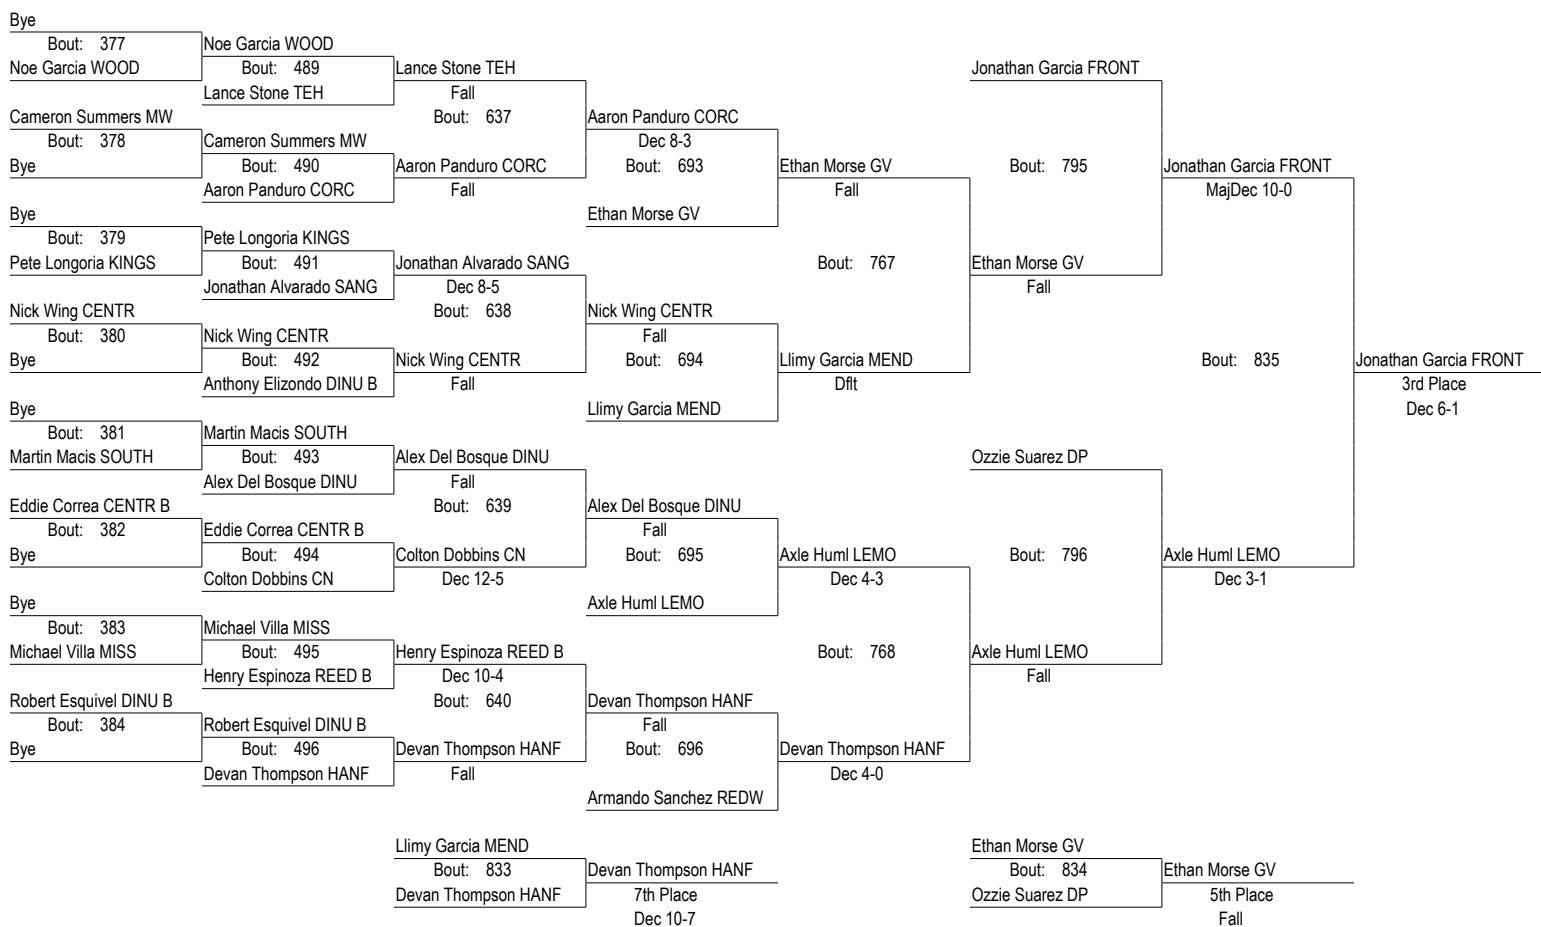 Bye
Bout: 377
Noe Garcia WOOD
Cameron Summers MW
Bout: 378
Bye
Bye
Bout: 379
Pete Longoria KINGS
Nick Wing CENTR
Bout: 380
Bye
Bye
Bout: 381
Martin Macis SOUTH
Eddie Correa CENTR B
Bout: 382
Bye
Bye
Bout: 383
Michael Villa MISS
Robert Esquivel DINU B
Bout: 384
Bye
Noe Garcia WOOD
Bout: 489
Lance Stone TEH
Cameron Summers MW
Bout: 490
Aaron Panduro CORC
Pete Longoria KINGS
Bout: 491
Jonathan Alvarado SANG
Nick Wing CENTR
Bout: 492
Anthony Elizondo DINU B
Martin Macis SOUTH
Bout: 493
Alex Del Bosque DINU
Eddie Correa CENTR B
Bout: 494
Colton Dobbins CN
Michael Villa MISS
Bout: 495
Henry Espinoza REED B
Robert Esquivel DINU B
Bout: 496
Devan Thompson HANF
Lance Stone TEH
Fall
Bout: 637
Aaron Panduro CORC
Fall
Jonathan Alvarado SANG
Dec 8-5
Bout: 638
Nick Wing CENTR
Fall
Alex Del Bosque DINU
Fall
Bout: 639
Colton Dobbins CN
Dec 12-5
Henry Espinoza REED B
Dec 10-4
Bout: 640
Devan Thompson HANF
Fall
Aaron Panduro CORC
Dec 8-3
Bout: 693
Ethan Morse GV
Nick Wing CENTR
Fall
Bout: 694
Llimy Garcia MEND
Alex Del Bosque DINU
Fall
Bout: 695
Axle Huml LEMO
Devan Thompson HANF
Fall
Bout: 696
Armando Sanchez REDW
Ethan Morse GV
Fall
Bout: 767
Llimy Garcia MEND
Dflt
Axle Huml LEMO
Dec 4-3
Bout: 768
Devan Thompson HANF
Dec 4-0
Jonathan Garcia FRONT
Bout: 795
Ethan Morse GV
Fall
Ozzie Suarez DP
Bout: 796
Axle Huml LEMO
Fall
Jonathan Garcia FRONT
MajDec 10-0
Bout: 835
Axle Huml LEMO
Dec 3-1
Jonathan Garcia FRONT
3rd Place
Dec 6-1
Llimy Garcia MEND
Bout: 833
Devan Thompson HANF
Devan Thompson HANF
7th Place
Dec 10-7
Ethan Morse GV
Bout: 834
Ozzie Suarez DP
Ethan Morse GV
5th Place
Fall